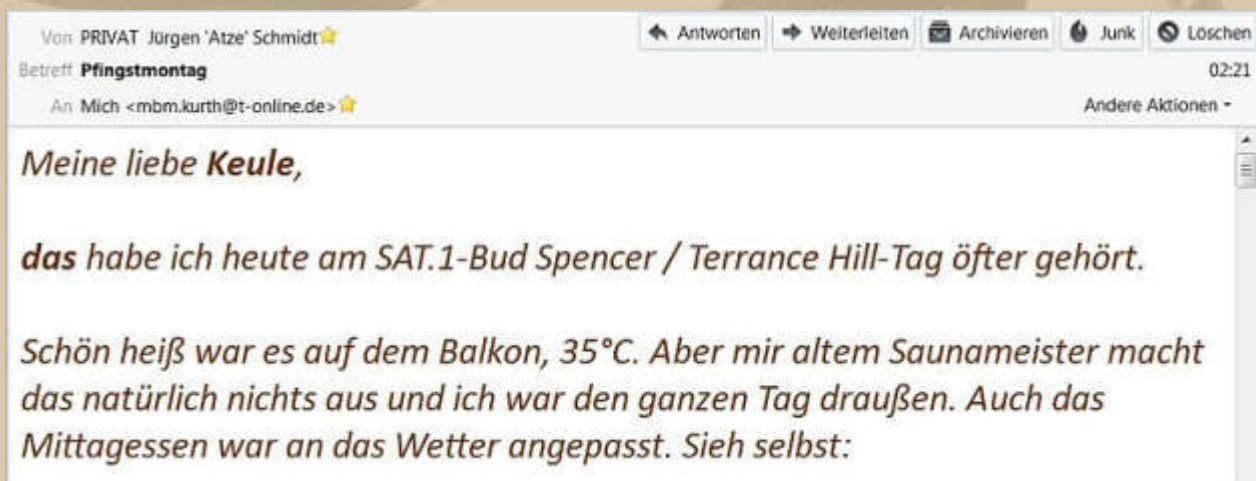 Von PRIVAT Jürgen 'Atze' Schmidt
Antworten Weiterleiten Archivieren Junk Löschen
Betreff Pfingstmontag
02:21
An Mich <mbm.kurth@t-online.de>
Andere Aktionen
Meine liebe Keule,
das habe ich heute am SAT.1-Bud Spencer / Terrance Hill-Tag öfter gehört.
Schön heiß war es auf dem Balkon, 35°C. Aber mir altem Saunameister macht
das natürlich nichts aus und ich war den ganzen Tag draußen. Auch das
Mittagessen war an das Wetter angepasst. Sieh selbst: